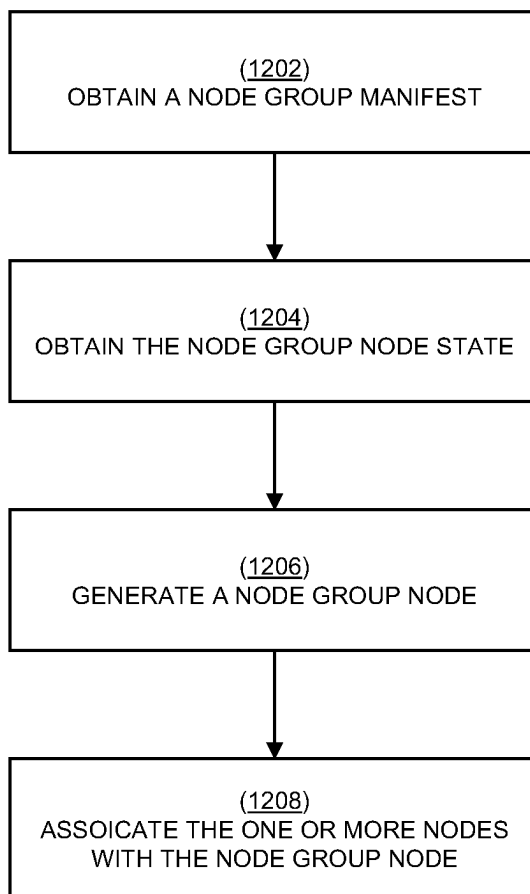 (1202)
OBTAIN A NODE GROUP MANIFEST
(1204)
OBTAIN THE NODE GROUP NODE STATE
(1206)
GENERATE A NODE GROUP NODE
(1208)
ASSOICATE THE ONE OR MORE NODES
WITH THE NODE GROUP NODE